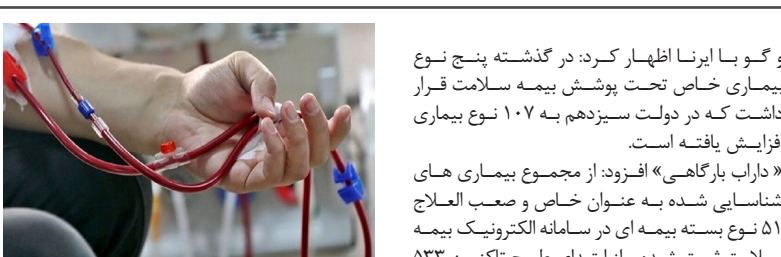 و گو با ایرنا اظهار کرد: در گذشته پنج نوع
بیماری خاص تحت پوشش بیمه سلامت قرار
داشت که در دولت سیزدهم به ۱۰۷ نوع بیماری
افزایش یافته است.
«داراب بارگاهی» افزود: از مجموع بیماری های
شناسایی شده به عنوان خاص و صعب العلاج
۵۱ نوع بسته بیمه ای در سامانه الکترونیک بیمه